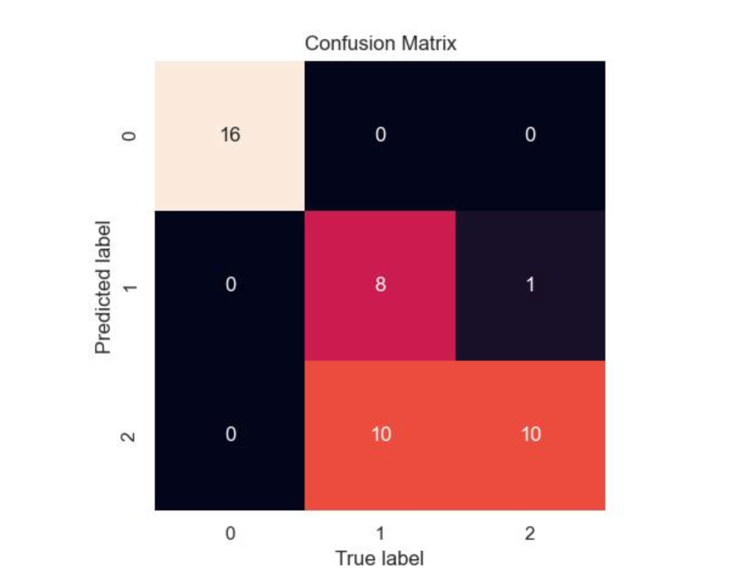 Confusion Matrix
0
16 0 0
Predicted label
1
0 8 1
2
0 10 10
0 1 2
True label